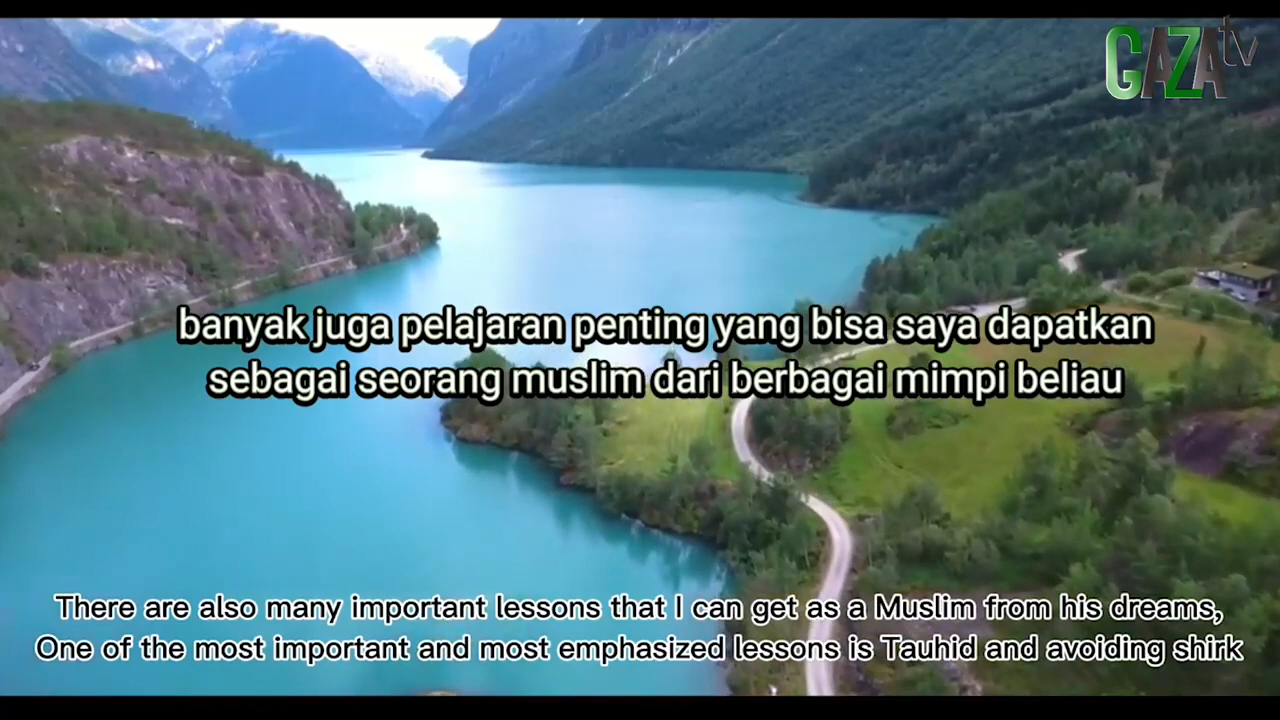 GAZA tv
banyak juga pelajaran penting yang bisa saya dapatkan
sebagai seorang muslim dari berbagai mimpi beliau
There are also many important lessons that I can get as a Muslim from his dreams,
One of the most important and most emphasized lessons is Tauhid and avoiding shirk